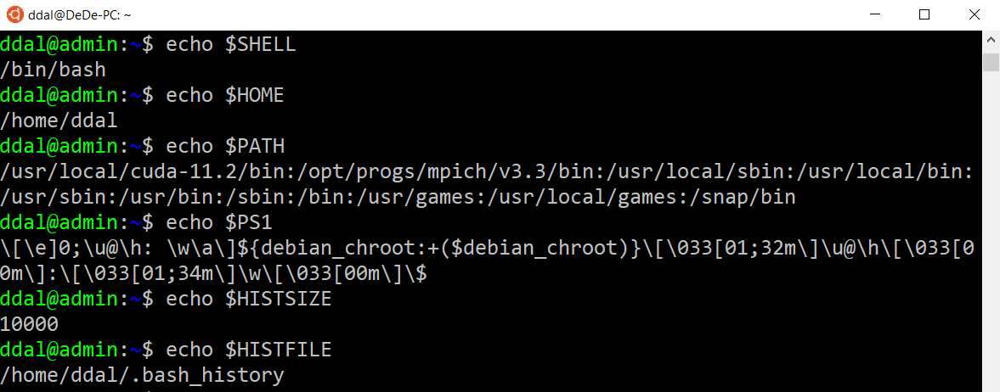 ddal@DeDe-PC: ~
ddal@admin:~$ echo $SHELL
/bin/bash
ddal@admin:~$ echo $HOME
/home/ddal
ddal@admin:~$ echo $PATH
/usr/local/cuda-11.2/bin:/opt/progs/mpich/v3.3/bin:/usr/local/sbin:/usr/local/bin:
/usr/sbin:/usr/bin:/sbin:/bin:/usr/games:/usr/local/games:/snap/bin
ddal@admin:~$ echo $PS1
\[\e]0;\u@\h: \w\a\]${debian_chroot:+($debian_chroot)}\[\033[01;32m\]\u@\h\[\033[0
0m\]:\[\033[01;34m\]\w\[\033[00m\]\$
ddal@admin:~$ echo $HISTSIZE
10000
ddal@admin:~$ echo $HISTFILE
/home/ddal/.bash_history